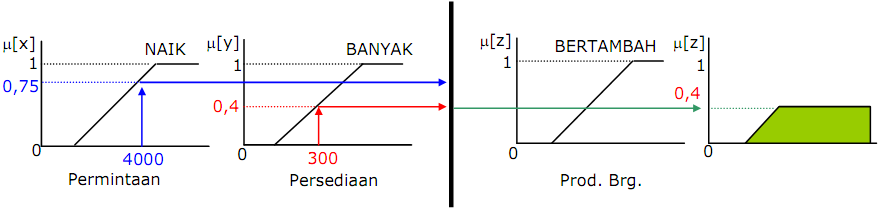 μ[x]
NAIK
1
0,75
0
4000
Permintaan
μ[y]
BANYAK
1
0,4
0
300
Persediaan
μ[z]
BERTAMBAH
1
0
Prod. Brg.
μ[z]
1
0,4
0